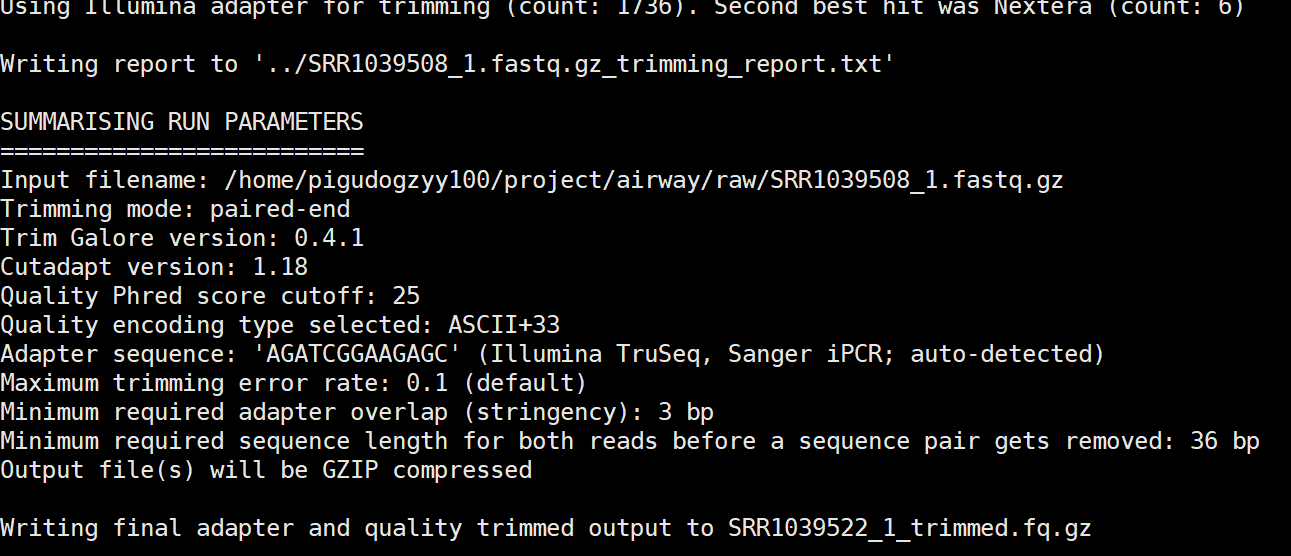 Using Illumina adapter for trimming (count: 1736). Second best hit was Nextera (count: 6)
Writing report to '../SRR1039508_1.fastq.gz_trimming_report.txt'
SUMMARISING RUN PARAMETERS
==========================
Input filename: /home/pigudogzyy100/project/airway/raw/SRR1039508_1.fastq.gz
Trimming mode: paired-end
Trim Galore version: 0.4.1
Cutadapt version: 1.18
Quality Phred score cutoff: 25
Quality encoding type selected: ASCII+33
Adapter sequence: 'AGATCGGAAGAGC' (Illumina TruSeq, Sanger iPCR; auto-detected)
Maximum trimming error rate: 0.1 (default)
Minimum required adapter overlap (stringency): 3 bp
Minimum required sequence length for both reads before a sequence pair gets removed: 36 bp
Output file(s) will be GZIP compressed
Writing final adapter and quality trimmed output to SRR1039522_1_trimmed.fq.gz